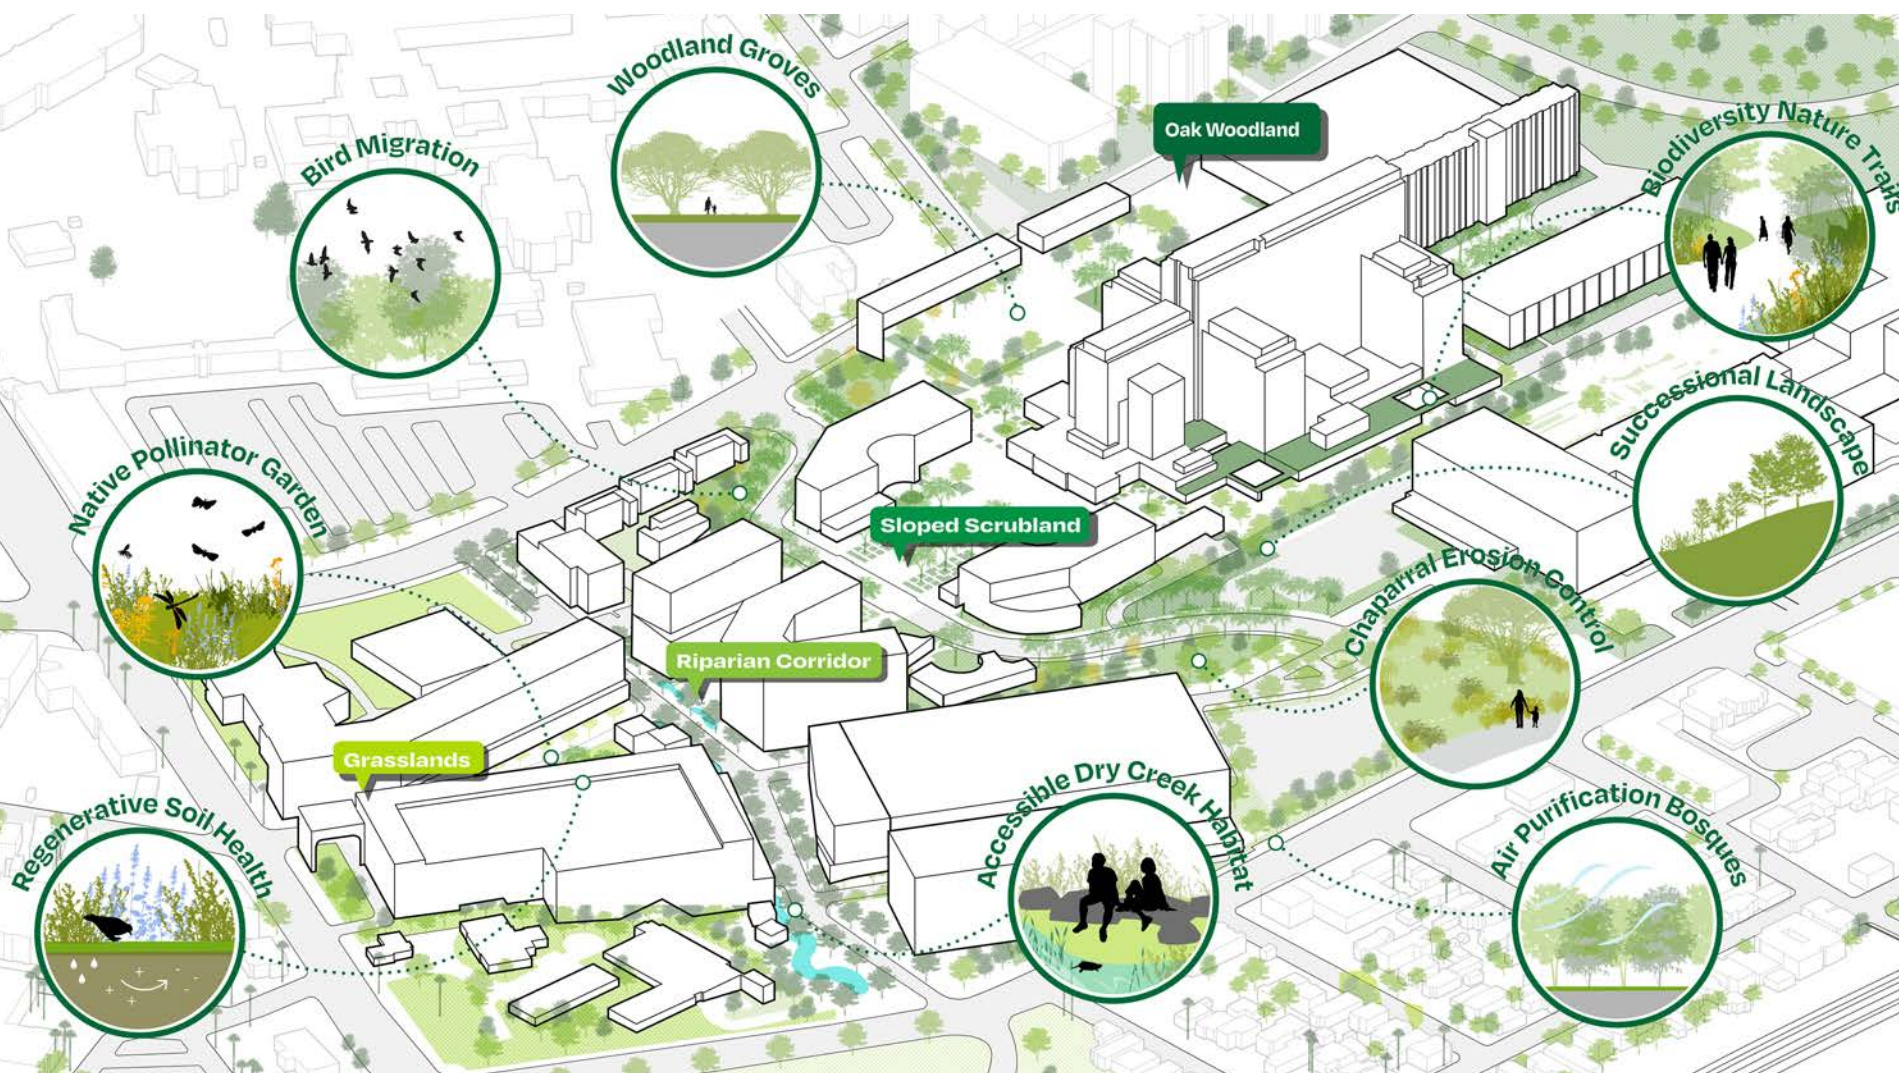 Woodland Groves
Oak Woodland
Biodiversity Nature Trails
Bird Migration
Successional Landscape
Native Pollinator Garden
Sloped Scrubland
Chaparral Erosion Control
Riparian Corridor
Grasslands
Accessible Dry Creek Habitat
Air Purification Bosques
Regenerative Soil Health